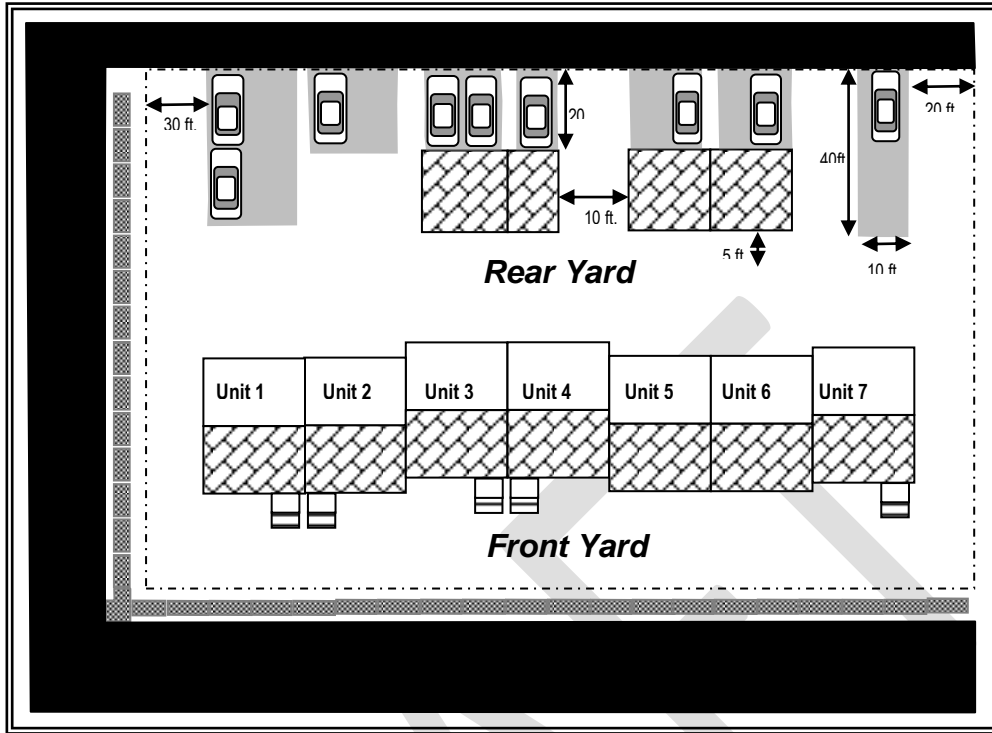 30 ft.
20
20 ft.
40ft
10 ft.
5 ft
10 ft
Rear Yard
Unit 1
Unit 2
Unit 3
Unit 4
Unit 5
Unit 6
Unit 7
Front Yard